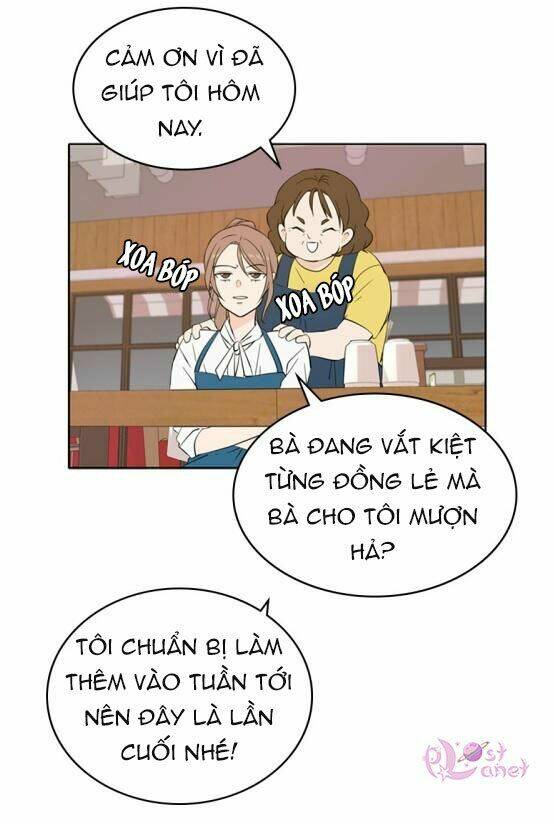 CẢM ƠN VÌ ĐÃ
GIÚP TÔI HÔM
NAY.
XOA BÓP
XOA BÓP
BÀ ĐANG VẮT KIỆT
TỪNG ĐỒNG LẺ MÀ
BÀ CHO TÔI MƯỢN
HẢ?
TÔI CHUẨN BỊ LÀM
THÊM VÀO TUẦN TỚI
NÊN ĐÂY LÀ LẦN
CUỐI NHÉ!
Lost
Planet